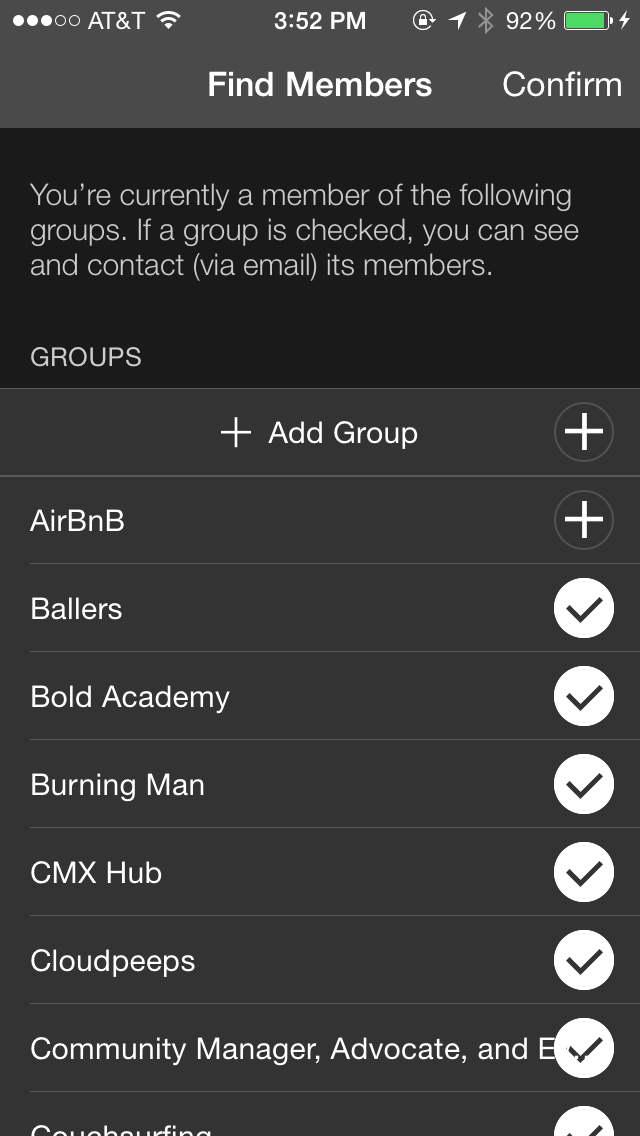 AT&T 3:52 PM 92%
Find Members Confirm
You’re currently a member of the following
groups. If a group is checked, you can see
and contact (via email) its members.
GROUPS
Add Group
AirBnB
Ballers
Bold Academy
Burning Man
CMX Hub
Cloudpeeps
Community Manager, Advocate, and E...
Couchsurfing